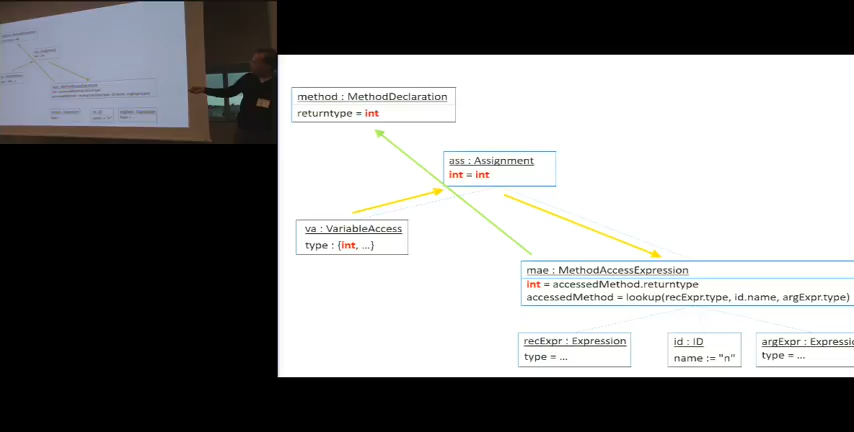 method : MethodDeclaration
returntype = int
ass : Assignment
int = int
va : VariableAccess
type : {int, ...}
mae : MethodAccessExpression
int = accessedMethod.returntype
accessedMethod = lookup(recExpr.type, id.name, argExpr.type)
recExpr : Expression
type = ...
id : ID
name := "n"
argExpr : Expressio
type = ...